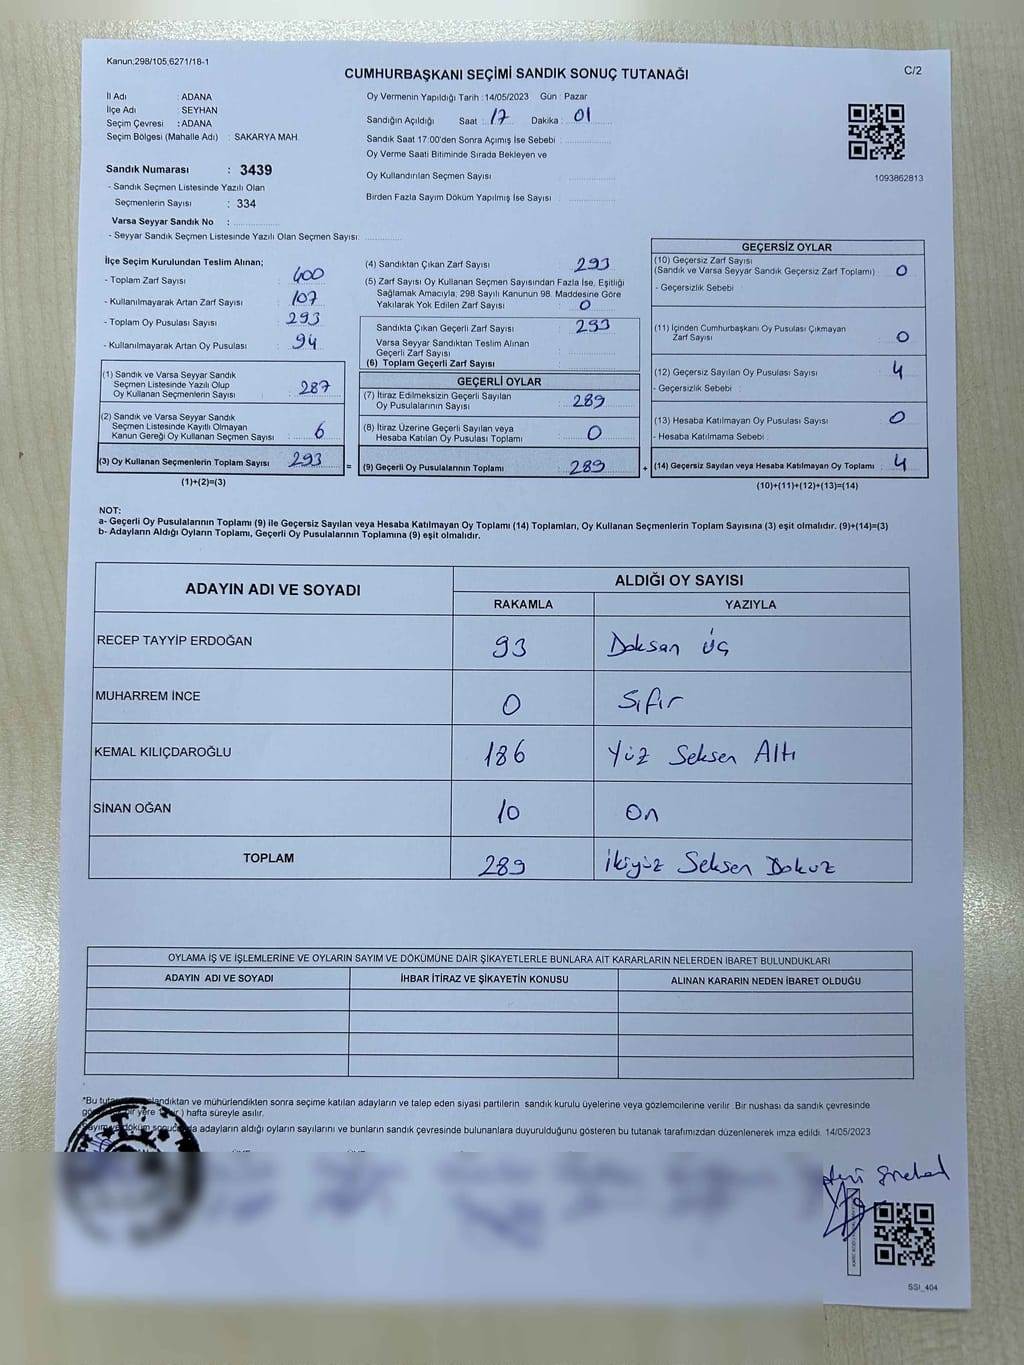 Kanun;298/105,6271/18-1
CUMHURBAŞKANI SEÇİMİ SANDIK SONUÇ TUTANAĞI
C/2
İl Adı : ADANA
İlçe Adı : SEYHAN
Seçim Çevresi : ADANA
Seçim Bölgesi (Mahalle Adı) : SAKARYA MAH.
Sandık Numarası : 3439
- Sandık Seçmen Listesinde Yazılı Olan
Seçmenlerin Sayısı : 334
Varsa Seyyar Sandık No :
- Seyyar Sandık Seçmen Listesinde Yazılı Olan Seçmen Sayısı:
Oy Vermenin Yapıldığı Tarih : 14/05/2023 Gün : Pazar
Sandığın Açıldığı Saat : 17 Dakika : 01
Sandık Saat 17:00'den Sonra Açımış İse Sebebi :
Oy Verme Saati Bitiminde Sırada Bekleyen ve
Oy Kullandırılan Seçmen Sayısı
Birden Fazla Sayım Döküm Yapılmış İse Sayısı :
1093862813
İlçe Seçim Kurulundan Teslim Alınan;
- Toplam Zarf Sayısı : 400
- Kullanılmayarak Artan Zarf Sayısı : 107
- Toplam Oy Pusulası Sayısı : 293
- Kullanılmayarak Artan Oy Pusulası : 94
(1) Sandık ve Varsa Seyyar Sandık
Seçmen Listesinde Yazılı Olup
Oy Kullanan Seçmenlerin Sayısı : 287
(2) Sandık ve Varsa Seyyar Sandık
Seçmen Listesinde Kayıtlı Olmayan
Kanun Gereği Oy Kullanan Seçmen Sayısı : 6
(3) Oy Kullanan Seçmenlerin Toplam Sayısı : 293
(1)+(2)=(3)
=
(4) Sandıktan Çıkan Zarf Sayısı : 293
(5) Zarf Sayısı Oy Kullanan Seçmen Sayısından Fazla İse, Eşitliği
Sağlamak Amacıyla; 298 Sayılı Kanunun 98. Maddesine Göre
Yakılarak Yok Edilen Zarf Sayısı : 0
Sandıkta Çıkan Geçerli Zarf Sayısı : 293
Varsa Seyyar Sandıktan Teslim Alınan
Geçerli Zarf Sayısı
(6) Toplam Geçerli Zarf Sayısı
GEÇERLİ OYLAR
(7) İtiraz Edilmeksizin Geçerli Sayılan
Oy Pusulalarının Sayısı : 289
(8) İtiraz Üzerine Geçerli Sayılan veya
Hesaba Katılan Oy Pusulası Toplamı : 0
(9) Geçerli Oy Pusulalarının Toplamı : 289
+
GEÇERSİZ OYLAR
(10) Geçersiz Zarf Sayısı
(Sandık ve Varsa Seyyar Sandık Geçersiz Zarf Toplamı) : 0
- Geçersizlik Sebebi :
(11) İçinden Cumhurbaşkanı Oy Pusulası Çıkmayan
Zarf Sayısı : 0
(12) Geçersiz Sayılan Oy Pusulası Sayısı : 4
- Geçersizlik Sebebi :
(13) Hesaba Katılmayan Oy Pusulası Sayısı : 0
- Hesaba Katılmama Sebebi :
(14) Geçersiz Sayılan veya Hesaba Katılmayan Oy Toplamı : 4
(10)+(11)+(12)+(13)=(14)
NOT:
a- Geçerli Oy Pusulalarının Toplamı (9) ile Geçersiz Sayılan veya Hesaba Katılmayan Oy Toplamı (14) Toplamları, Oy Kullanan Seçmenlerin Toplam Sayısına (3) eşit olmalıdır. (9)+(14)=(3)
b- Adayların Aldığı Oyların Toplamı, Geçerli Oy Pusulalarının Toplamına (9) eşit olmalıdır.
ADAYIN ADI VE SOYADI
ALDIĞI OY SAYISI
RAKAMLA YAZIYLA
RECEP TAYYİP ERDOĞAN 93 Doksan Üç
MUHARREM İNCE 0 Sıfır
KEMAL KILIÇDAROĞLU 186 Yüz Seksen Altı
SİNAN OĞAN 10 On
TOPLAM 289 İkiyüz Seksen Dokuz
OYLAMA İŞ VE İŞLEMLERİNE VE OYLARIN SAYIM VE DÖKÜMÜNE DAİR ŞİKAYETLERLE BUNLARA AİT KARARLARIN NELERDEN İBARET BULUNDUKLARI
ADAYIN ADI VE SOYADI İHBAR İTİRAZ VE ŞİKAYETİN KONUSU ALINAN KARARIN NEDEN İBARET OLDUĞU
*Bu andıktan ve mühürlendikten sonra seçime katılan adayların ve talep eden siyasi partilerin sandık kurulu üyelerine veya gözlemcilerine verilir. Bir nüshası da sandık çevresinde
bir yere ) hafta süreyle asılır.
döküm adayların aldığı oyların sayılarını ve bunların sandık çevresinde bulunanlara duyurulduğunu gösteren bu tutanak tarafımızdan düzenlenerek imza edildi. 14/05/2023
SSI_404